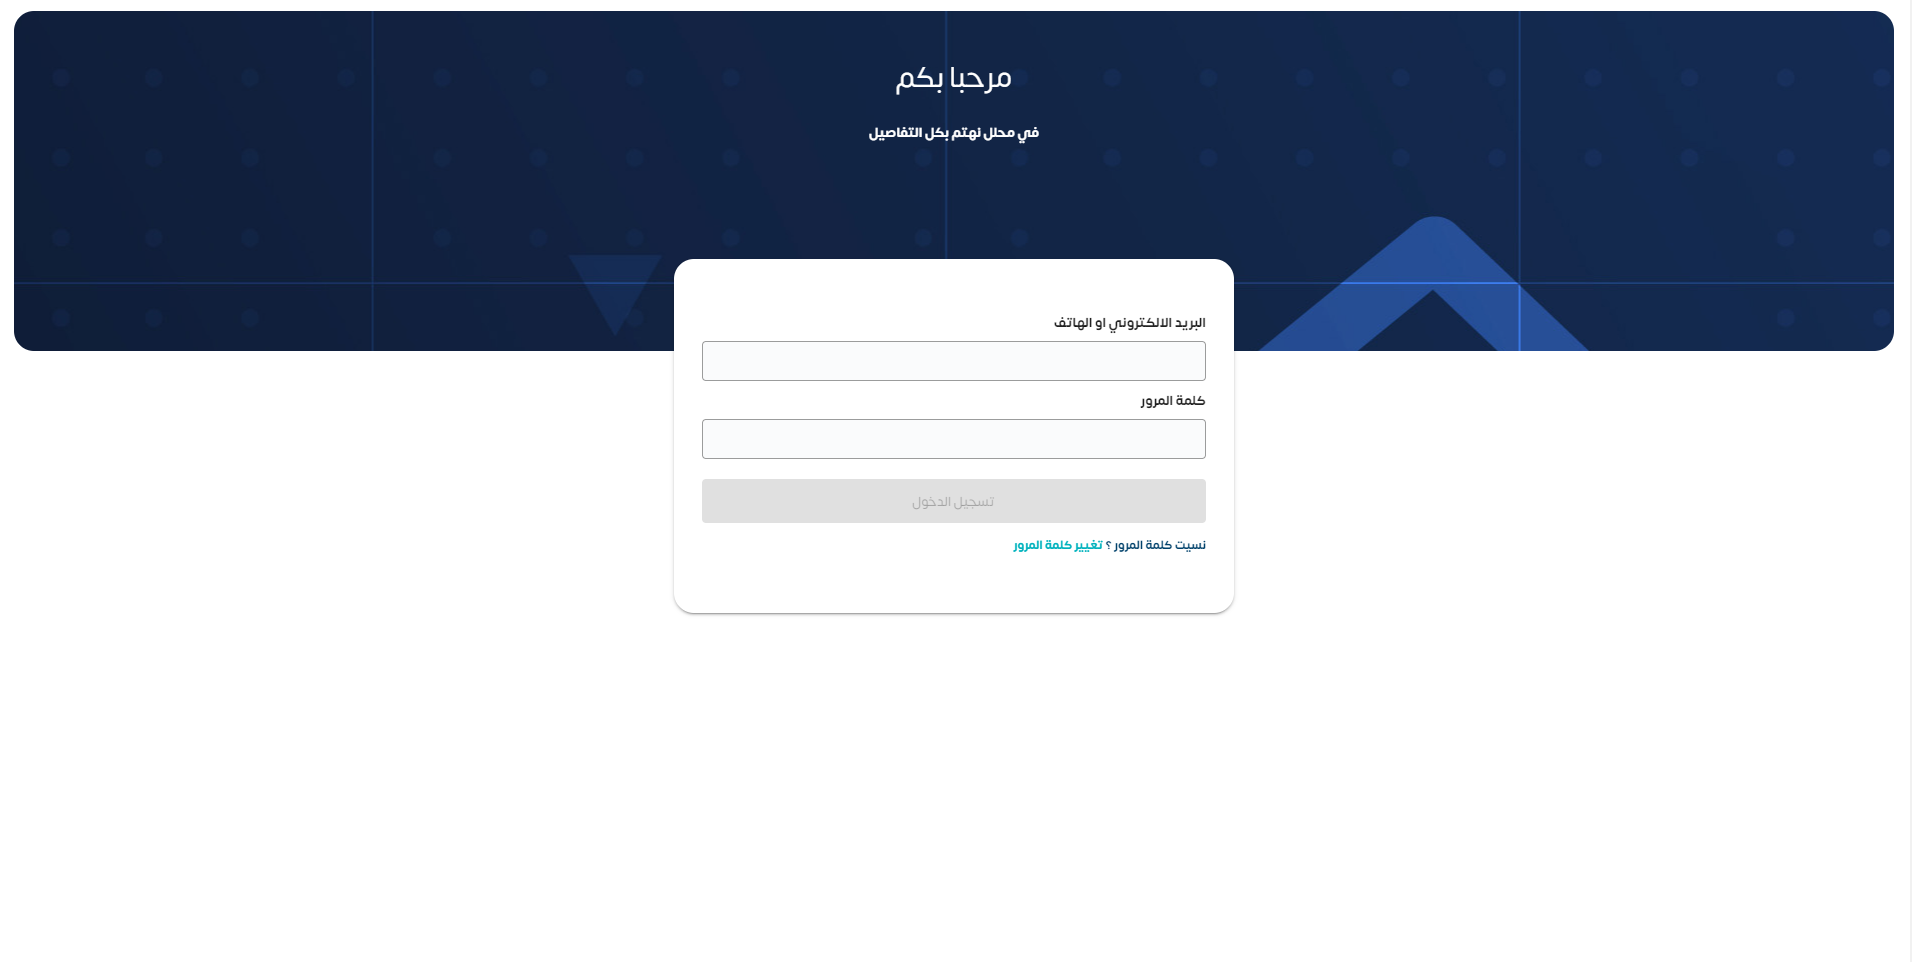 مرحبا بكم
في محلل نهتم بكل التفاصيل
البريد الالكتروني او الهاتف
كلمة المرور
تسجيل الدخول
نسيت كلمة المرور ؟ تغيير كلمة المرور